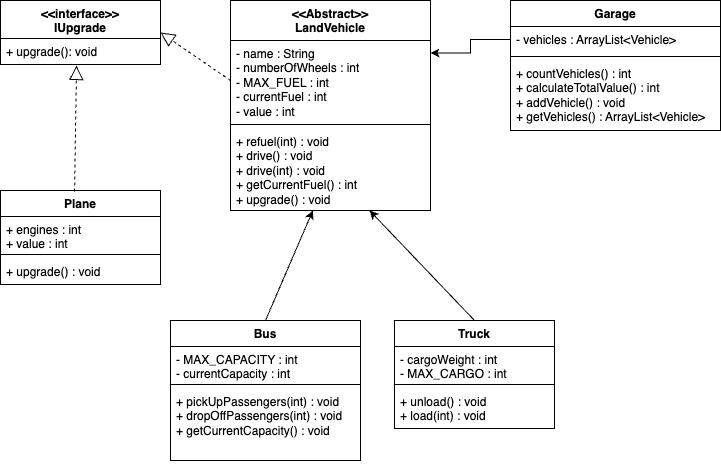 <<interface>>
IUpgrade
+ upgrade(): void
<<Abstract>>
LandVehicle
- name : String
- numberOfWheels : int
- MAX_FUEL : int
- currentFuel : int
- value : int
+ refuel(int) : void
+ drive() : void
+ drive(int) : void
+ getCurrentFuel() : int
+ upgrade() : void
Garage
- vehicles : ArrayList<Vehicle>
+ countVehicles() : int
+ calculateTotalValue() : int
+ addVehicle() : void
+ getVehicles() : ArrayList<Vehicle>
Plane
+ engines : int
+ value : int
+ upgrade() : void
Bus
- MAX_CAPACITY : int
- currentCapacity : int
+ pickUpPassengers(int) : void
+ dropOffPassengers(int) : void
+ getCurrentCapacity() : void
Truck
- cargoWeight : int
- MAX_CARGO : int
+ unload() : void
+ load(int) : void